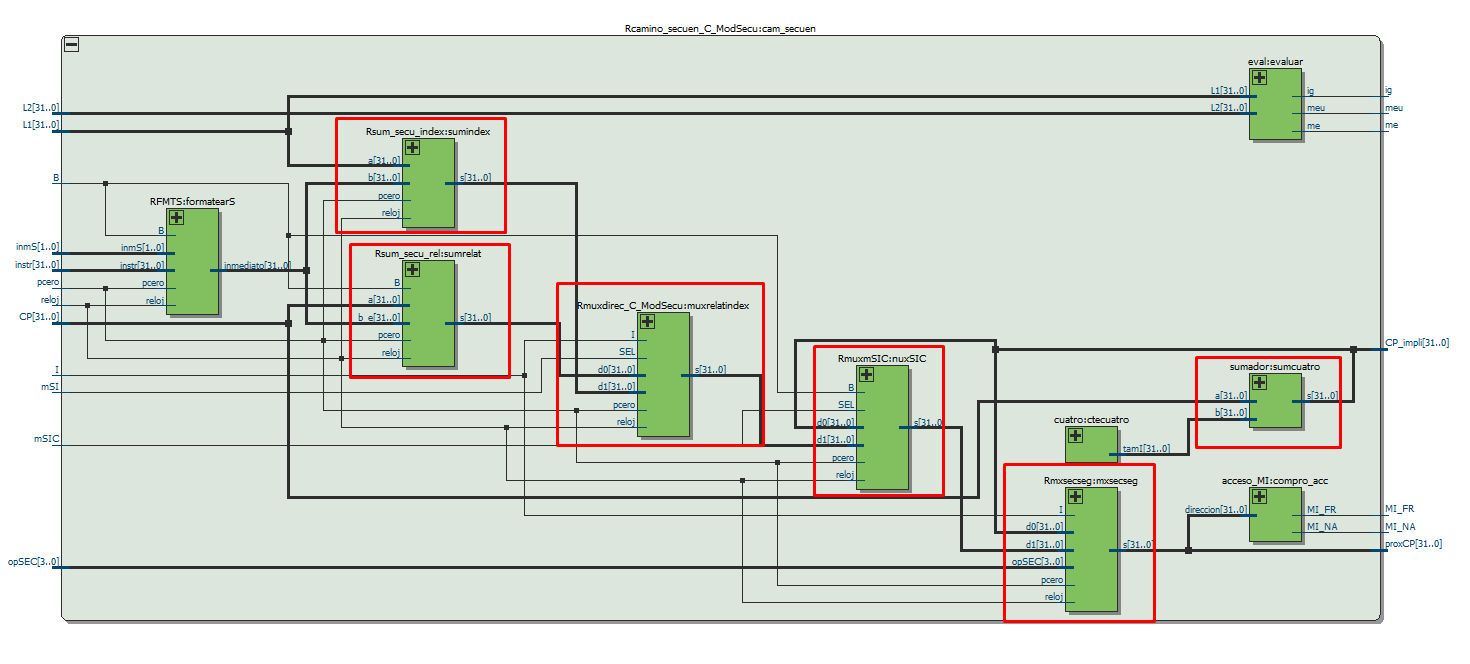 Rcamino_secuen_C_ModSecu:cam_secuen
L2[31..0]
L1[31..0]
B
inmS[1..0]
instr[31..0]
pcero
reloj
CP[31..0]
I
mSI
mSIC
opSEC[3..0]
RFMTS:formatearS
B
inmS[1..0]
instr[31..0]
pcero
reloj
inmediato[31..0]
Rsum_secu_index:sumindex
a[31..0]
b[31..0]
pcero
reloj
s[31..0]
Rsum_secu_rel:sumrelat
B
a[31..0]
b_e[31..0]
pcero
reloj
s[31..0]
Rmuxdirec_C_ModSecu:muxrelatindex
I
SEL
d0[31..0]
d1[31..0]
pcero
reloj
s[31..0]
RmuxmSIC:nuxSIC
B
SEL
d0[31..0]
d1[31..0]
pcero
reloj
s[31..0]
eval:evaluar
L1[31..0]
L2[31..0]
ig
meu
me
sumador:sumcuatro
a[31..0]
b[31..0]
s[31..0]
cuatro:ctecuatro
tamI[31..0]
Rmxsecseg:mxsecseg
I
d0[31..0]
d1[31..0]
opSEC[3..0]
pcero
reloj
s[31..0]
acceso_MI:compro_acc
direccion[31..0]
MI_FR
MI_NA
ig
meu
me
CP_impli[31..0]
MI_FR
MI_NA
proxCP[31..0]